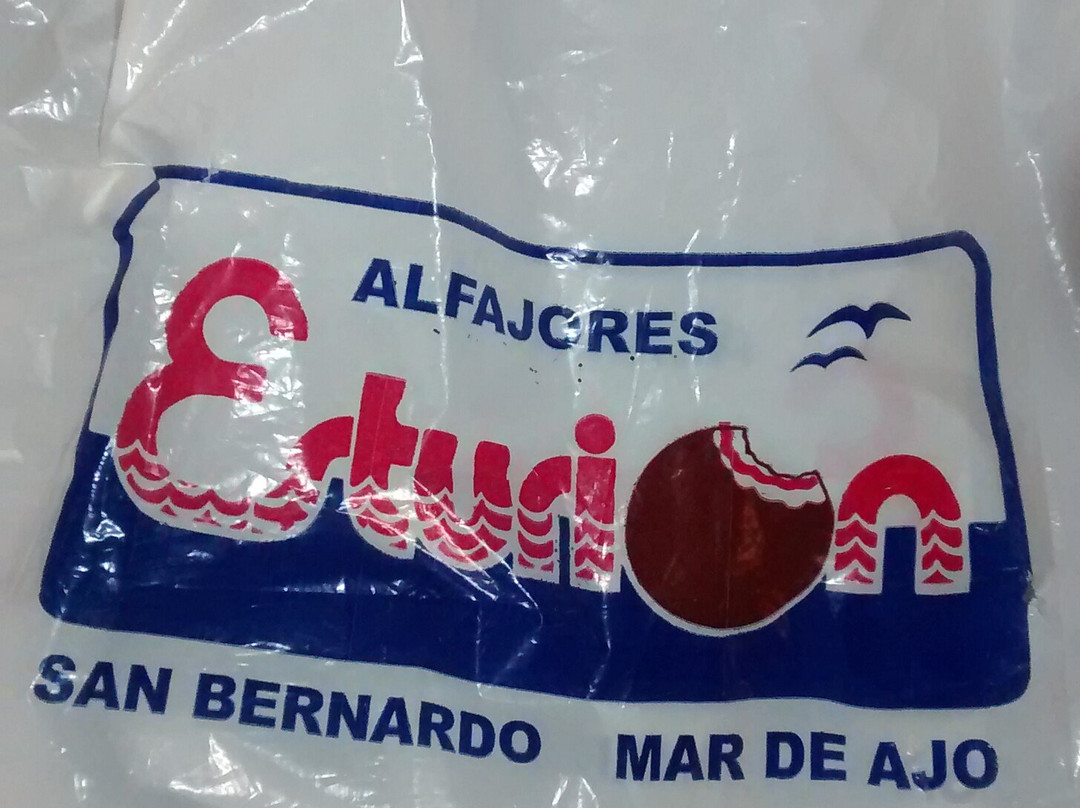 ALFAJORES
Esturion
SAN BERNARDO MAR DE AJO